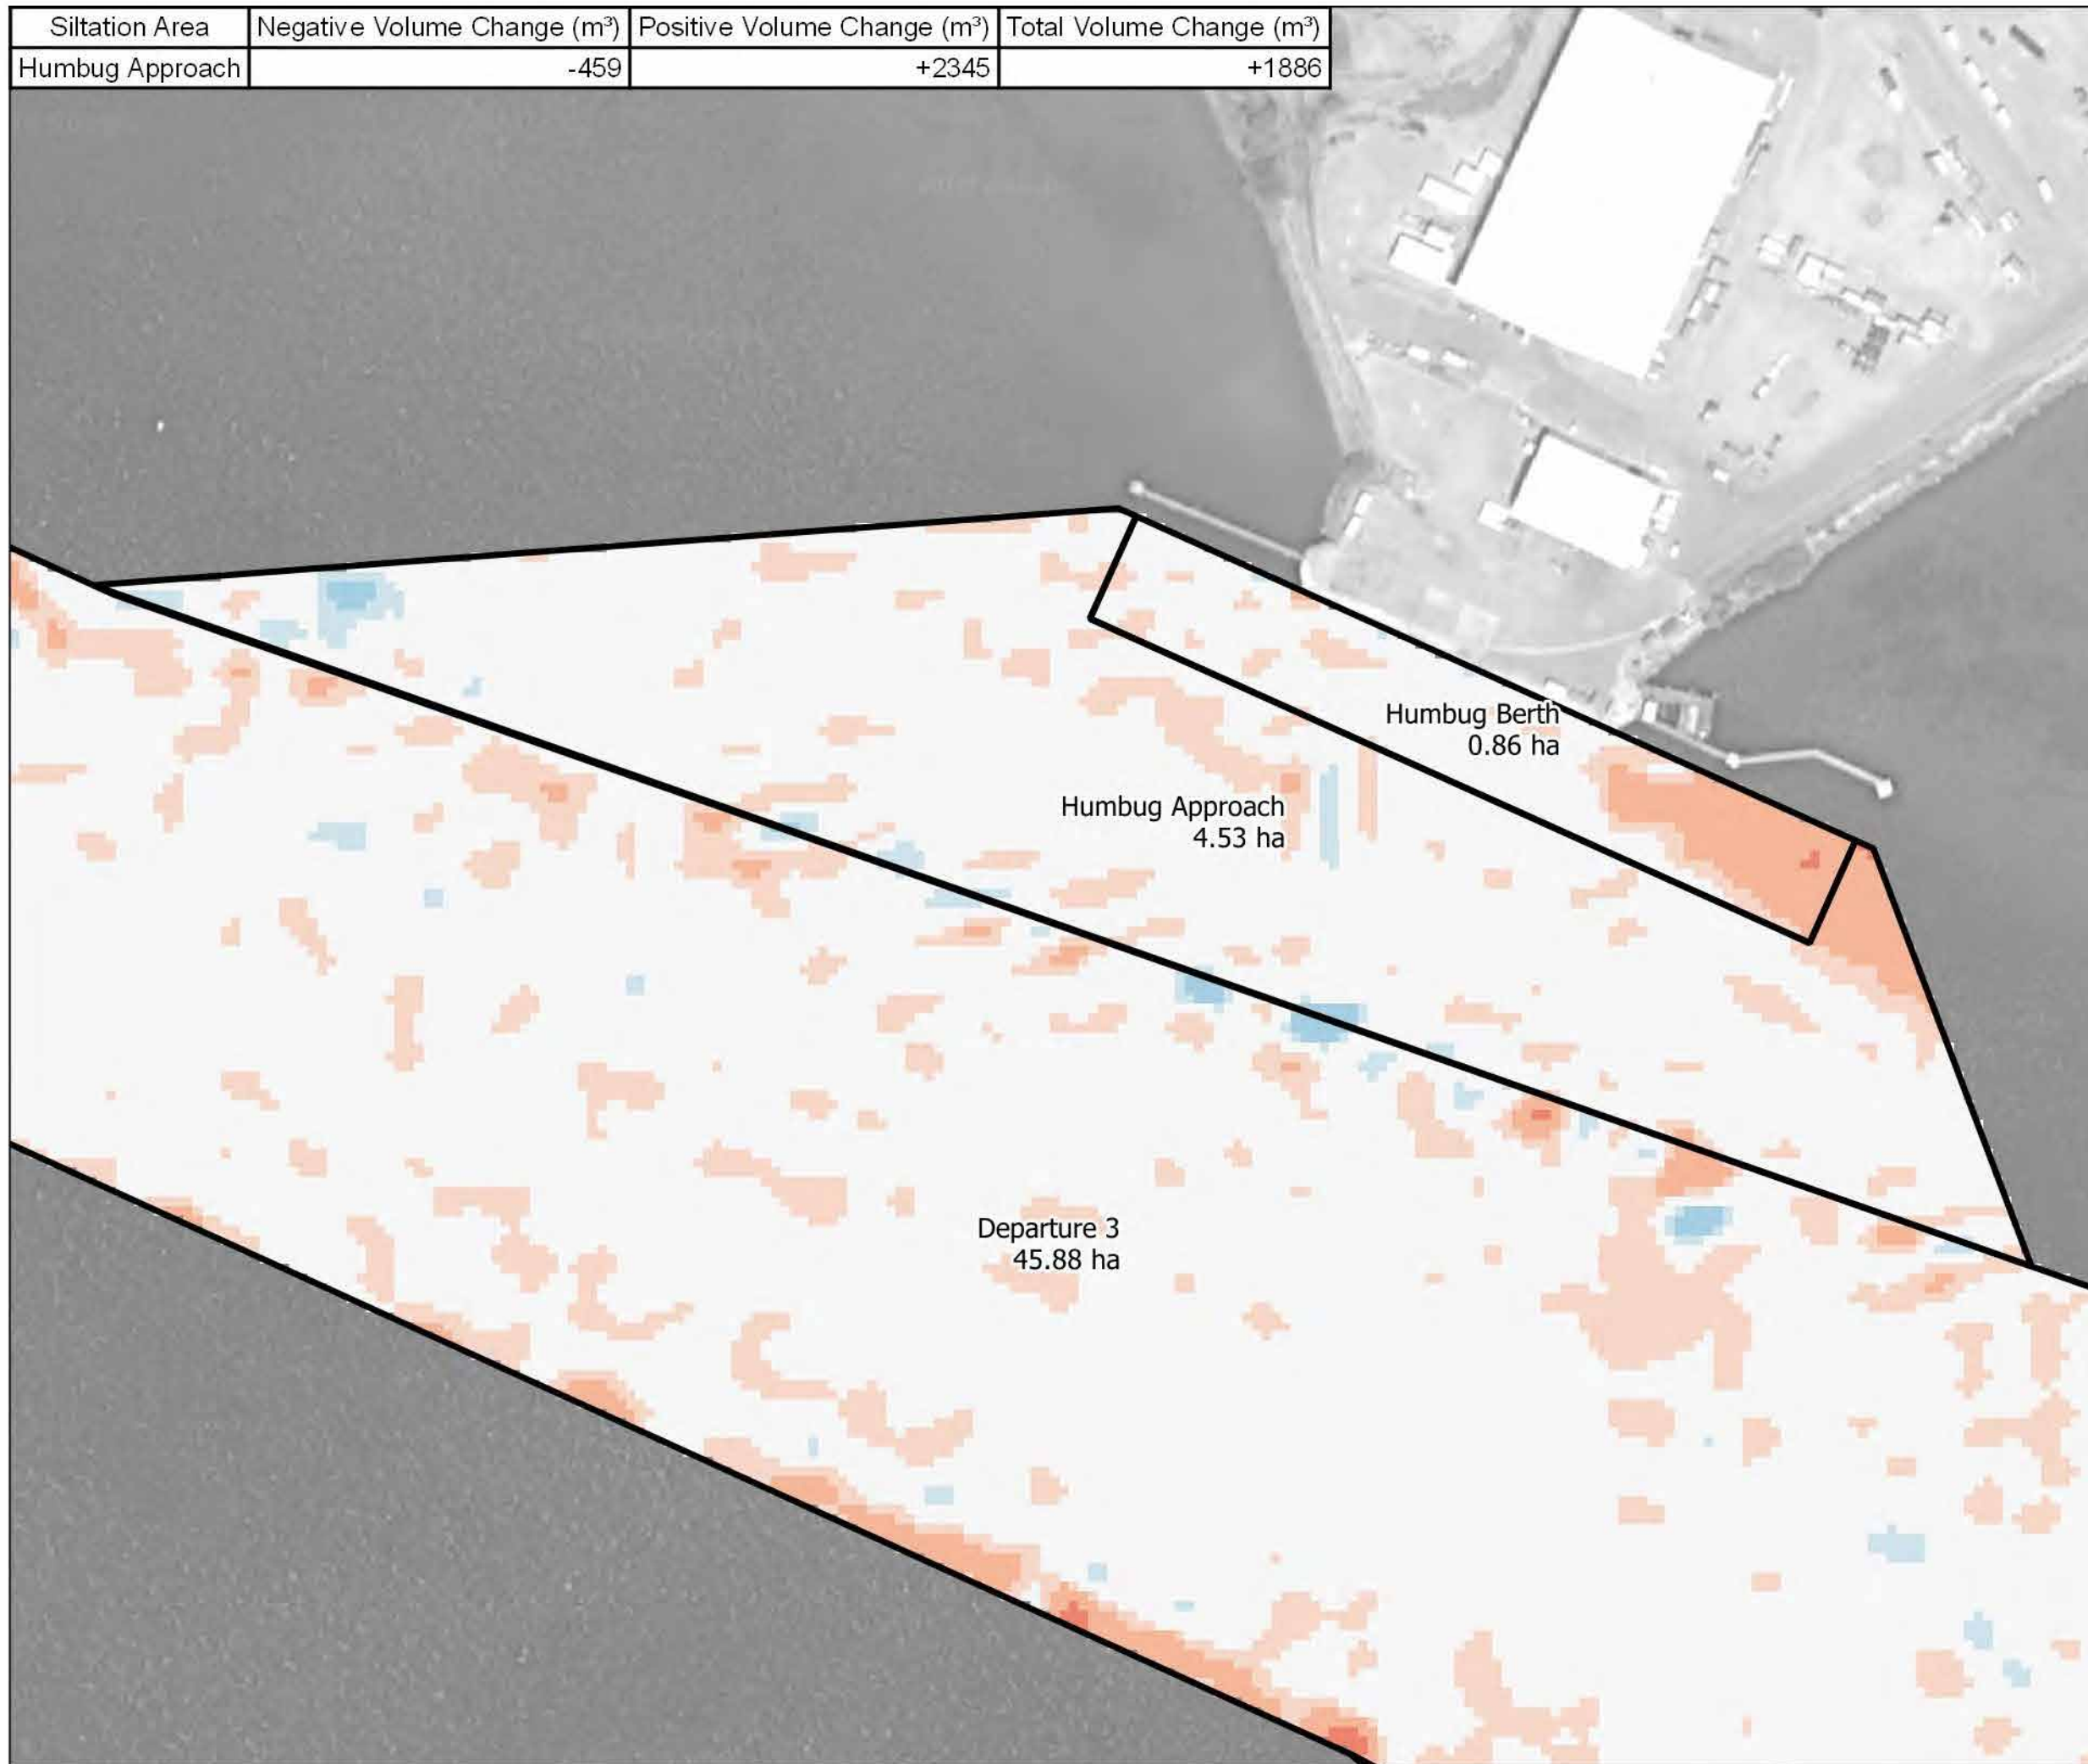 Siltation Area Negative Volume Change (m³) Positive Volume Change (m³) Total Volume Change (m³)
Humbug Approach -459 +2345 +1886
Humbug Berth
0.86 ha
Humbug Approach
4.53 ha
Departure 3
45.88 ha